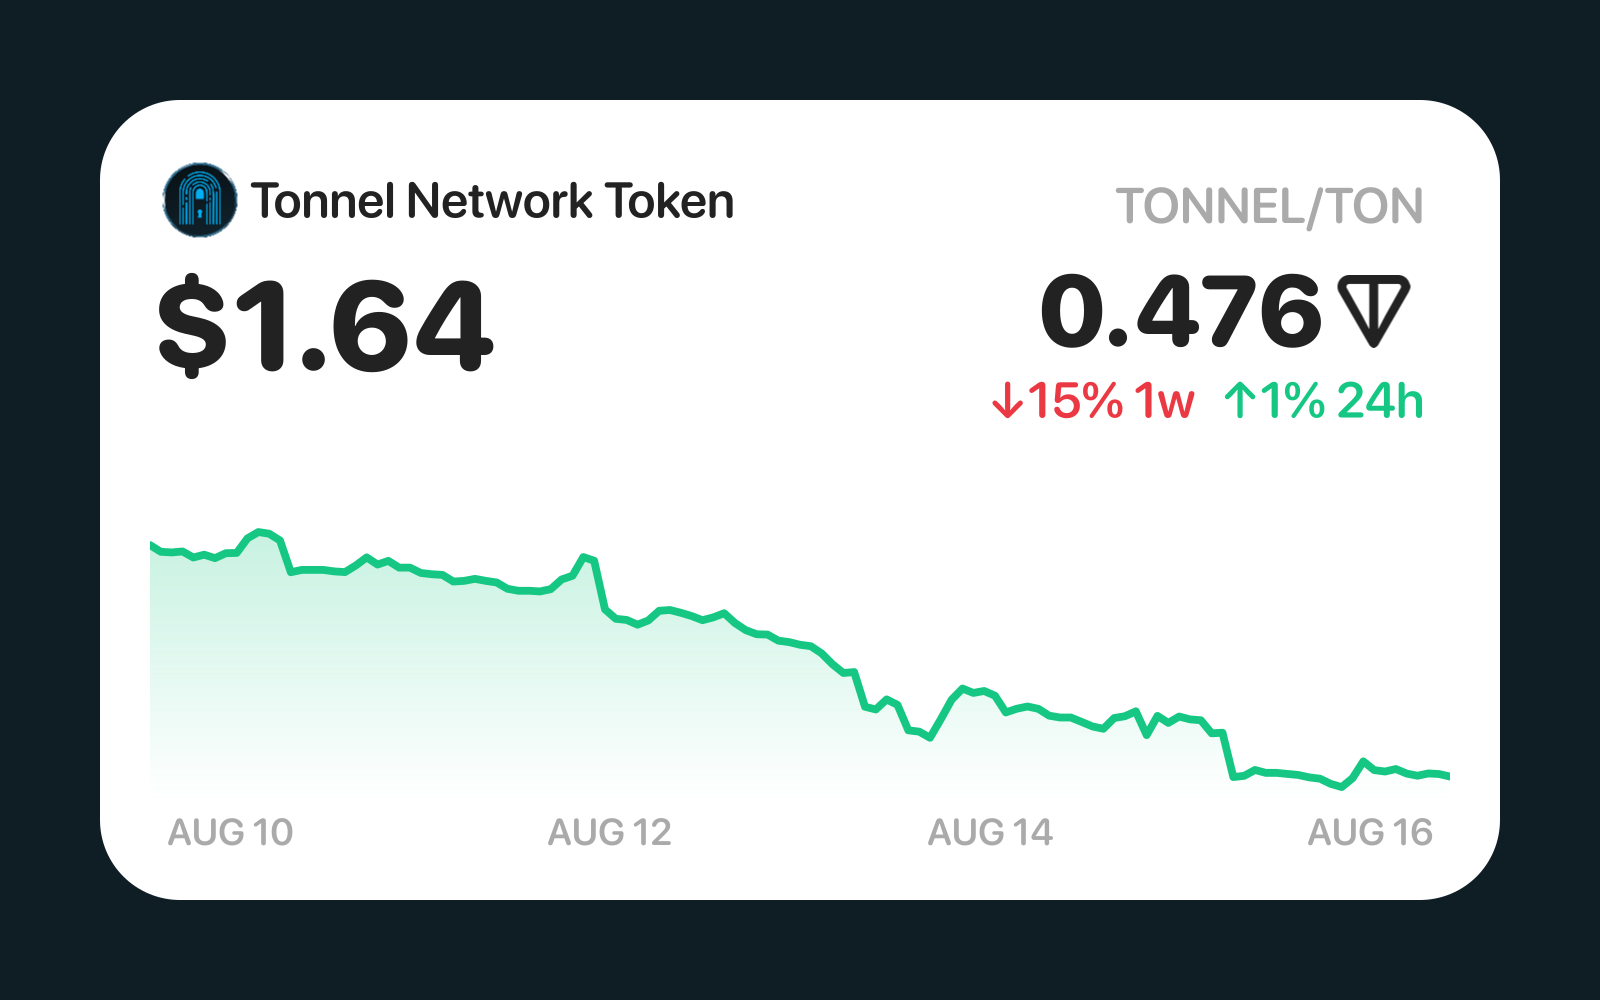 Tonnel Network Token
TONNEL/TON
$1.64
0.476
↓15% 1w ↑1% 24h
AUG 10
AUG 12
AUG 14
AUG 16